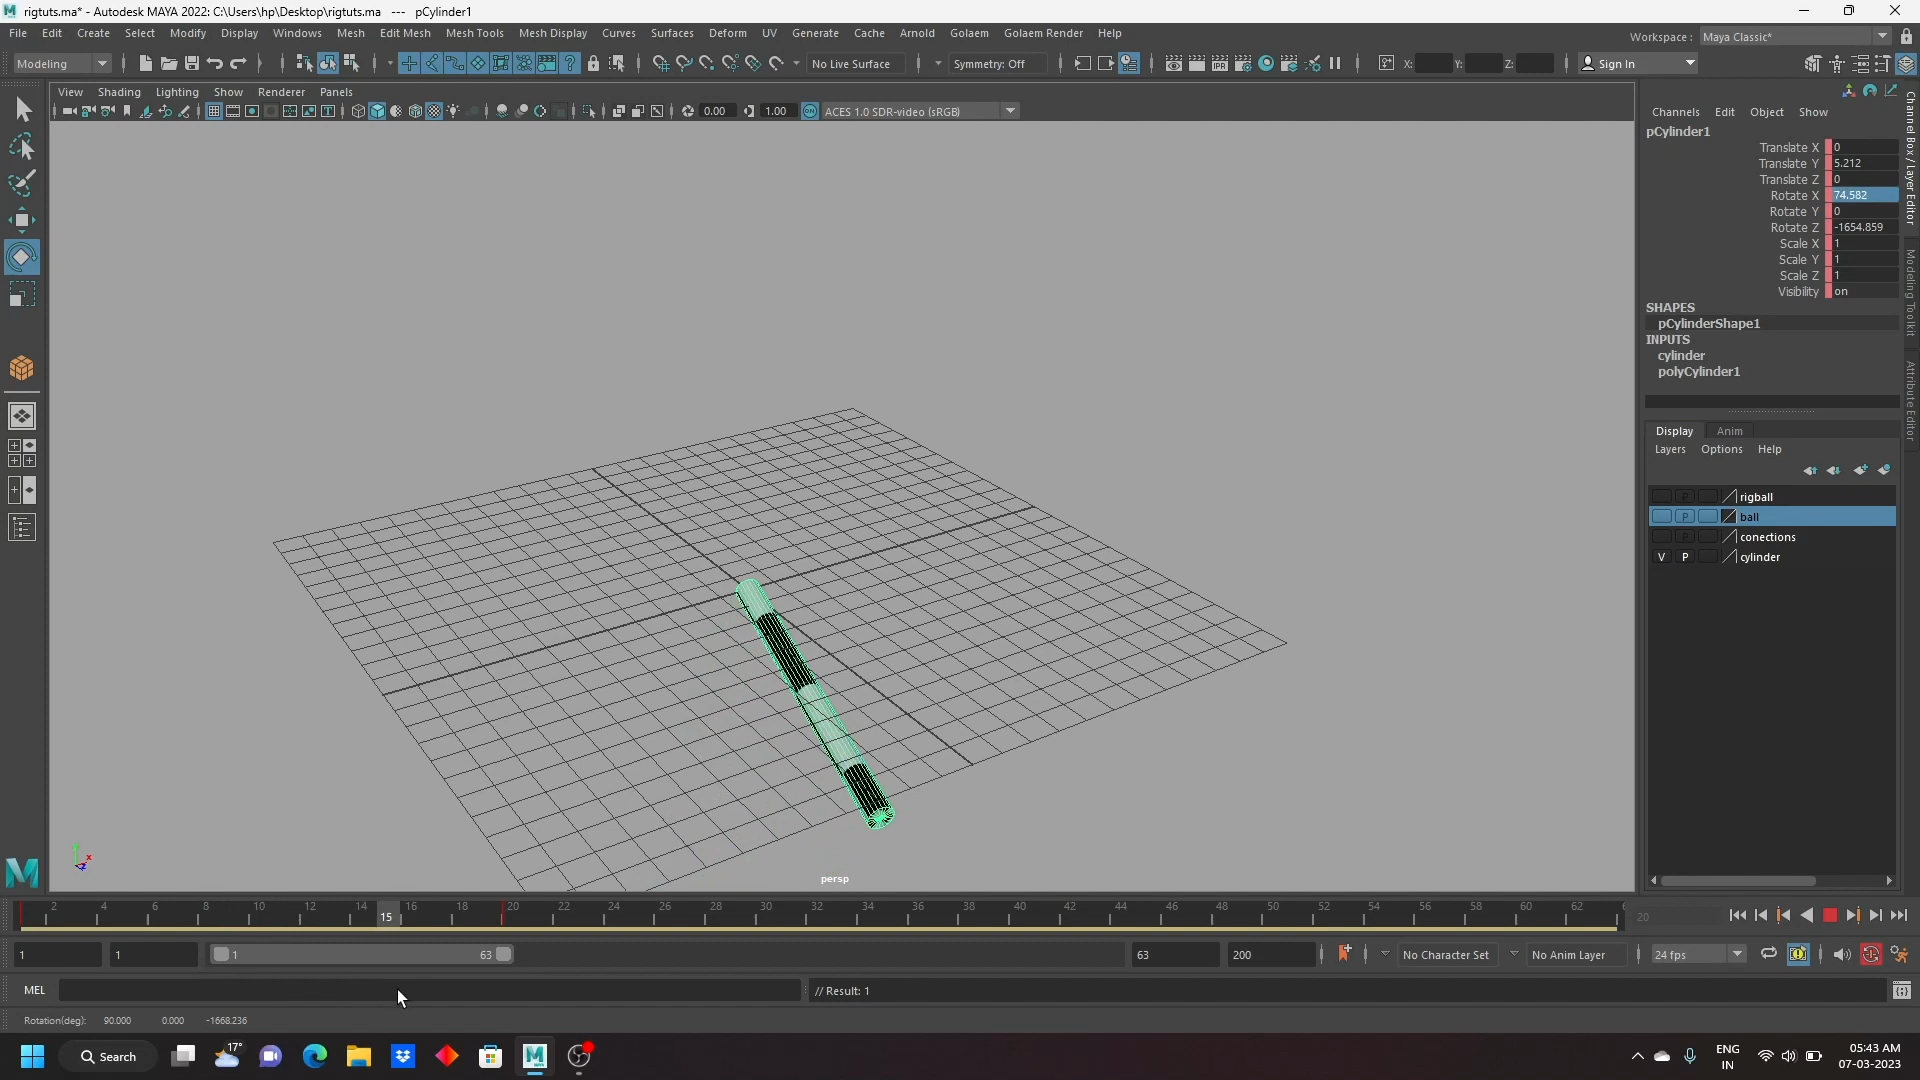 rigtuts.ma* - Autodesk MAYA 2022: C:\Users\hp\Desktop\rigtuts.ma --- pCylinder1
File Edit Create Select Modify Display Windows Mesh Edit Mesh Mesh Tools Mesh Display Curves Surfaces Deform UV Generate Cache Arnold Golaem Golaem Render Help
Workspace: Maya Classic*
Modeling No Live Surface Symmetry: Off X: Y: Z: Sign In
View Shading Lighting Show Renderer Panels
0.00 1.00 ACES 1.0 SDR-video (sRGB)
Channels Edit Object Show
pCylinder1
Translate X 0
Translate Y 5.212
Translate Z 0
Rotate X 74.582
Rotate Y 0
Rotate Z -1654.859
Scale X 1
Scale Y 1
Scale Z 1
Visibility on
SHAPES
pCylinderShape1
INPUTS
cylinder
polyCylinder1
Channel Box / Layer Editor
Modeling Toolkit
Attribute Editor
Display Anim
Layers Options Help
P rigball
P ball
P conections
V P cylinder
persp
2 4 6 8 10 12 14 15 16 18 20 22 24 26 28 30 32 34 36 38 40 42 44 46 48 50 52 54 56 58 60 62 20
1 1 1 63 63 200 No Character Set No Anim Layer 24 fps
MEL // Result: 1
Rotation(deg): 90.000 0.000 -1668.236
Search 17° ENG IN 05:43 AM 07-03-2023